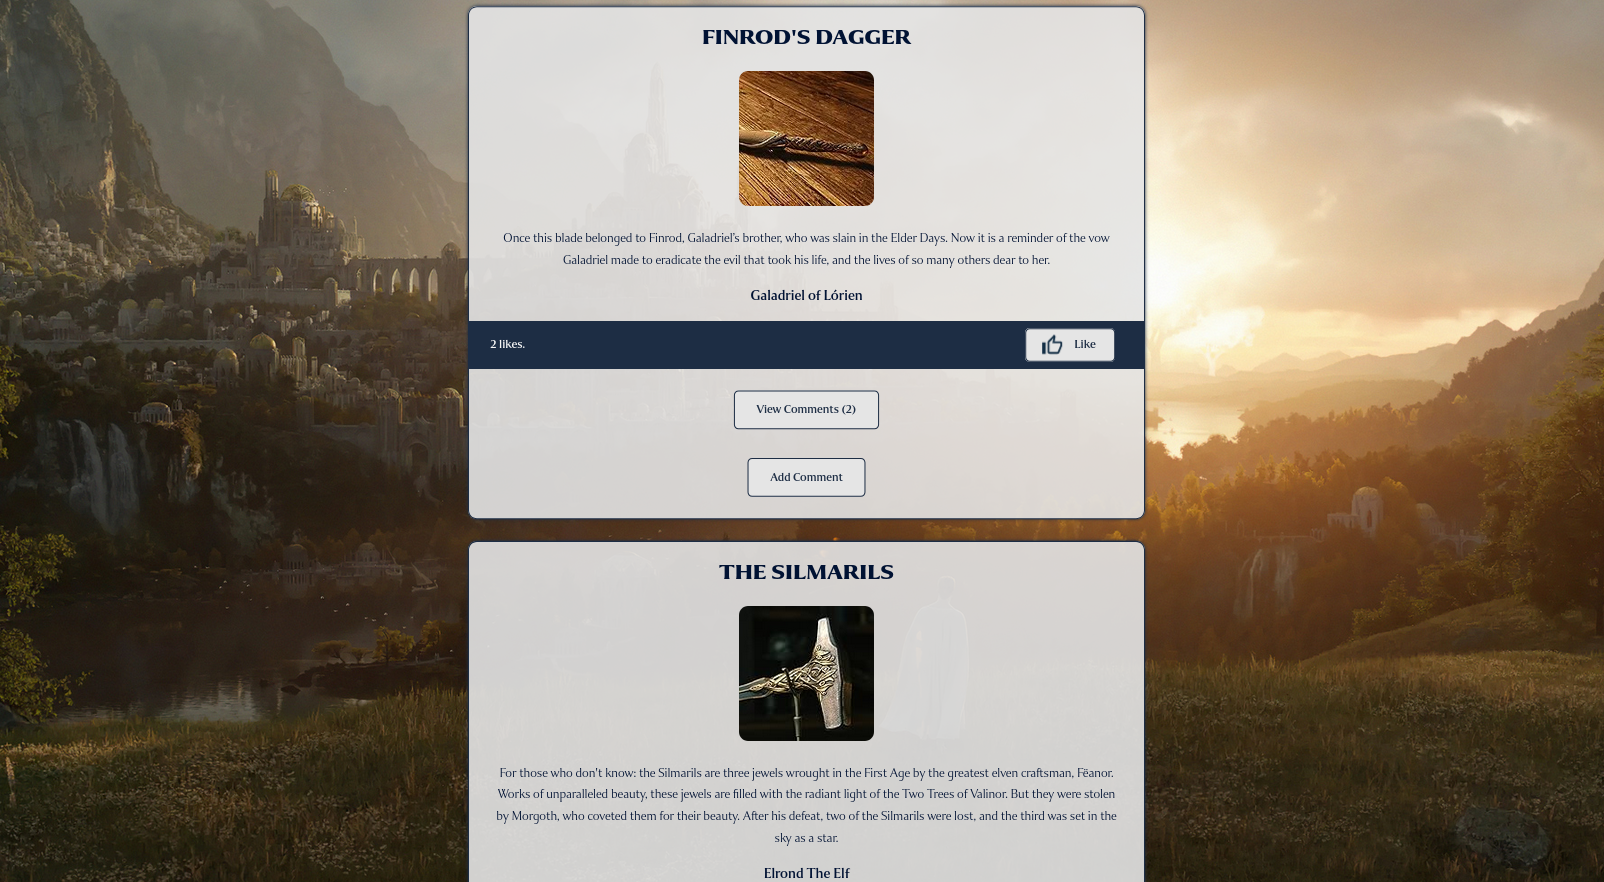 FINROD'S DAGGER
Once this blade belonged to Finrod, Galadriel's brother, who was slain in the Elder Days. Now it is a reminder of the vow
Galadriel made to eradicate the evil that took his life, and the lives of so many others dear to her.
Galadriel of Lórien
2 likes.
Like
View Comments (2)
Add Comment
THE SILMARILS
For those who don't know: the Silmarils are three jewels wrought in the First Age by the greatest elven craftsman, Fëanor.
Works of unparalleled beauty, these jewels are filled with the radiant light of the Two Trees of Valinor. But they were stolen
by Morgoth, who coveted them for their beauty. After his defeat, two of the Silmarils were lost, and the third was set in the
sky as a star.
Elrond The Elf